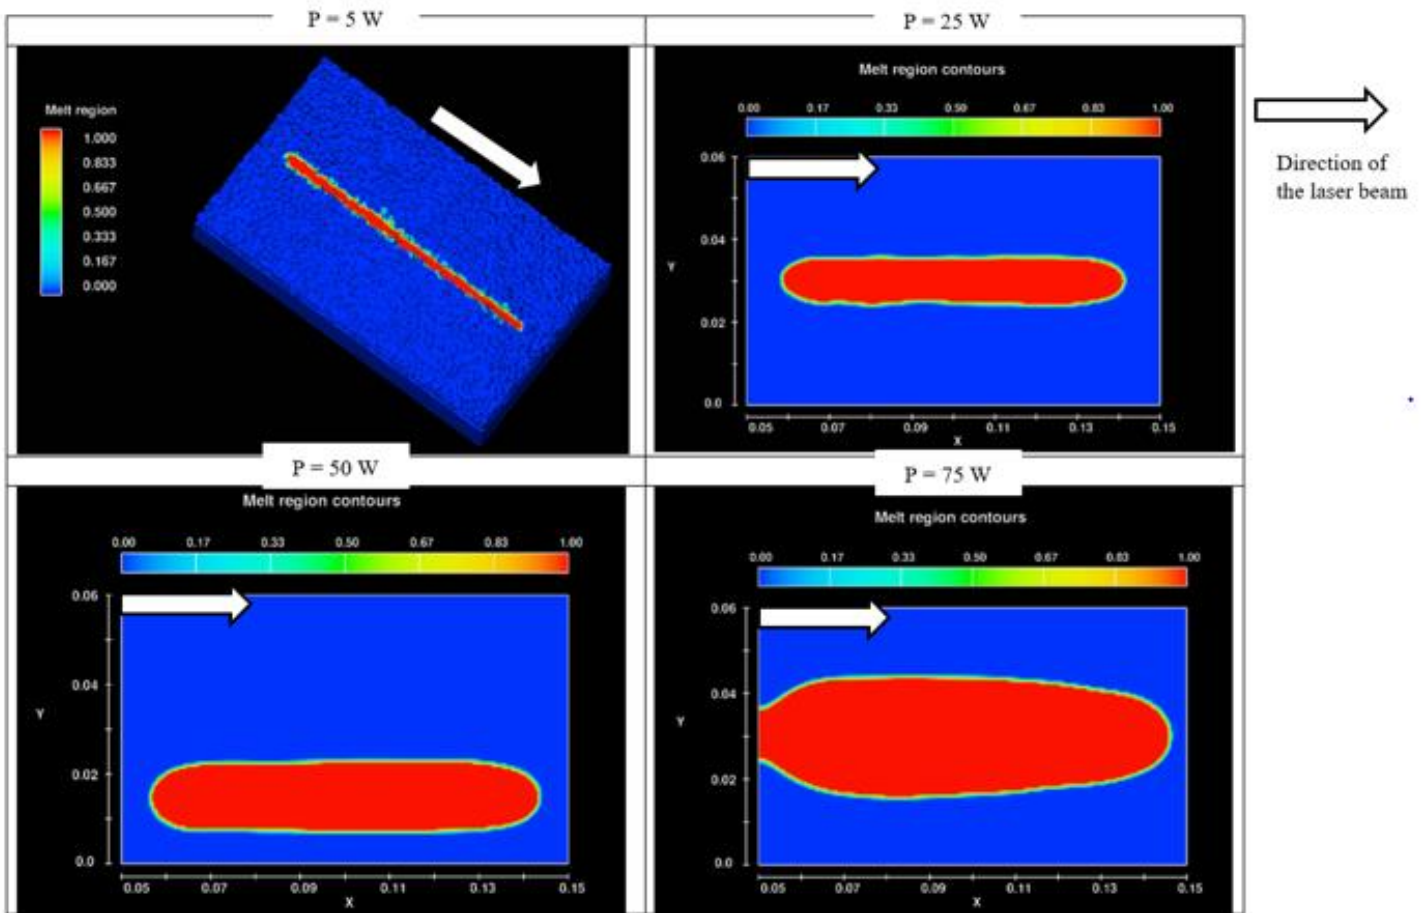 P = 5 W
P = 25 W
Melt region
1.000
0.833
0.667
0.500
0.333
0.167
0.000
Melt region contours
0.00 0.17 0.33 0.50 0.67 0.83 1.00
0.06
0.04
Y
0.02
0.0
0.05 0.07 0.09 0.11 0.13 0.15
X
Direction of
the laser beam
P = 50 W
P = 75 W
Melt region contours
0.00 0.17 0.33 0.50 0.67 0.83 1.00
0.06
0.04
Y
0.02
0.0
0.05 0.07 0.09 0.11 0.13 0.15
X
Melt region contours
0.00 0.17 0.33 0.50 0.67 0.83 1.00
0.06
0.04
Y
0.02
0.0
0.05 0.07 0.09 0.11 0.13 0.15
X